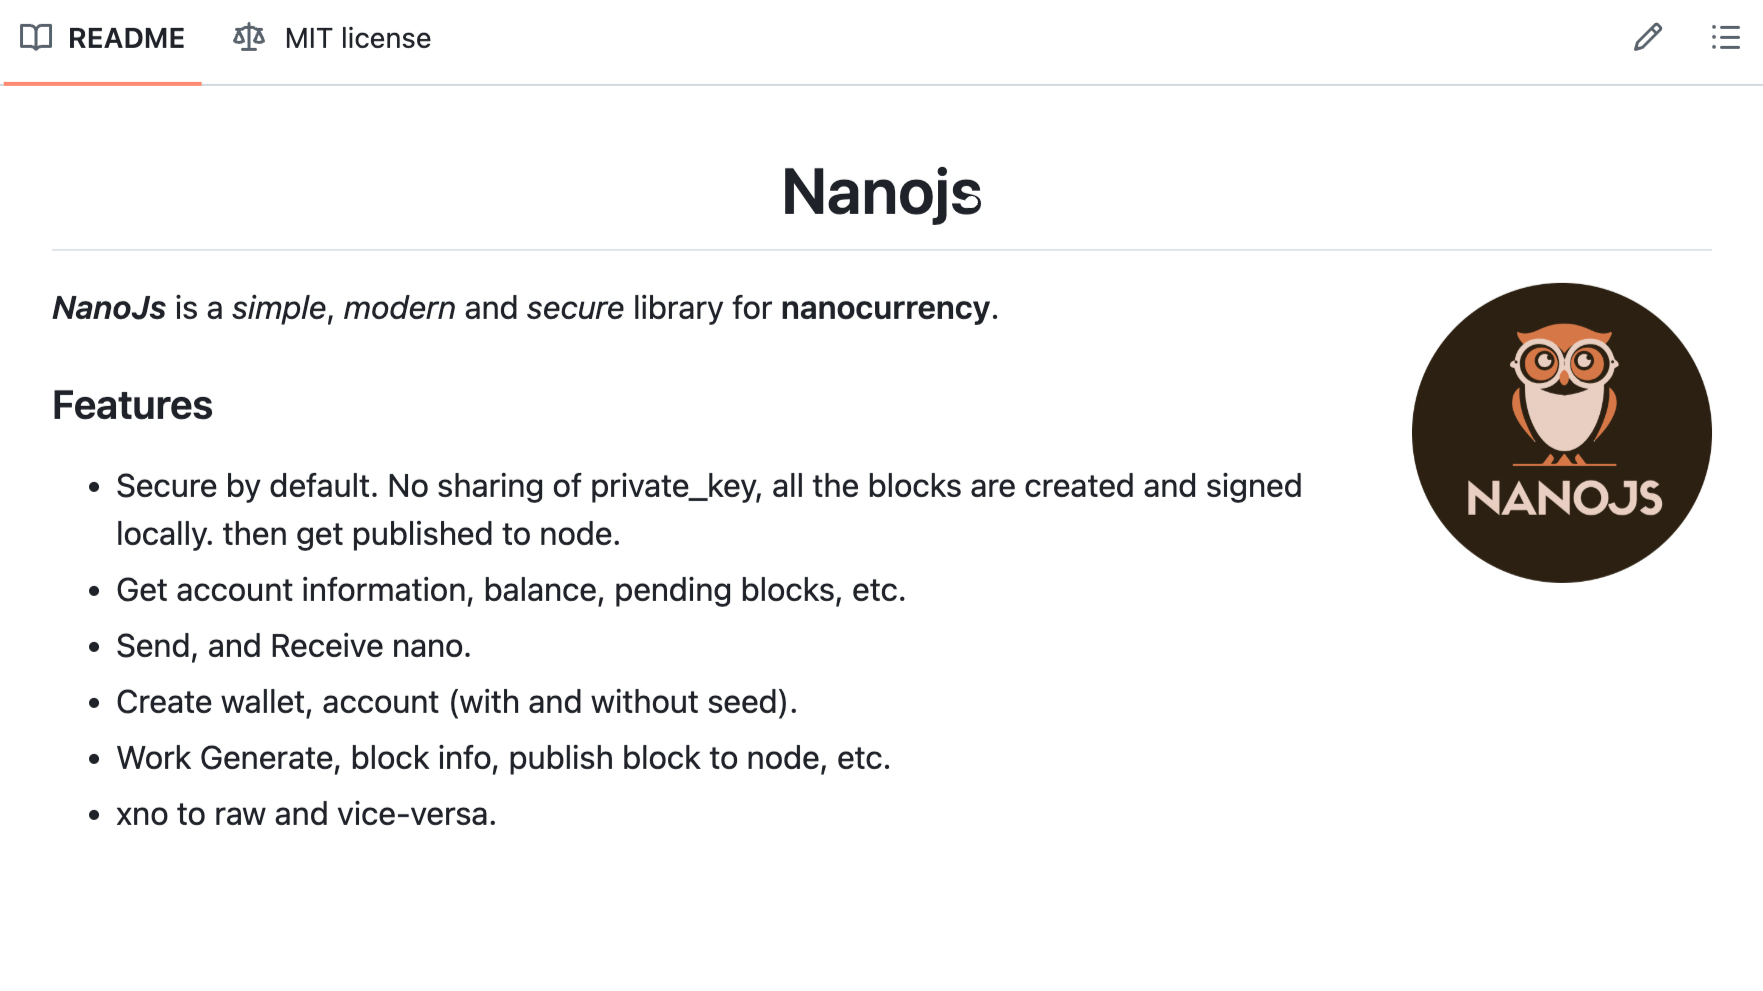 README
MIT license
Nanojs
NanoJs is a simple, modern and secure library for nanocurrency.
NANOJS
Features
Secure by default. No sharing of private_key, all the blocks are created and signed
locally. then get published to node.
Get account information, balance, pending blocks, etc.
Send, and Receive nano.
Create wallet, account (with and without seed).
Work Generate, block info, publish block to node, etc.
xno to raw and vice-versa.